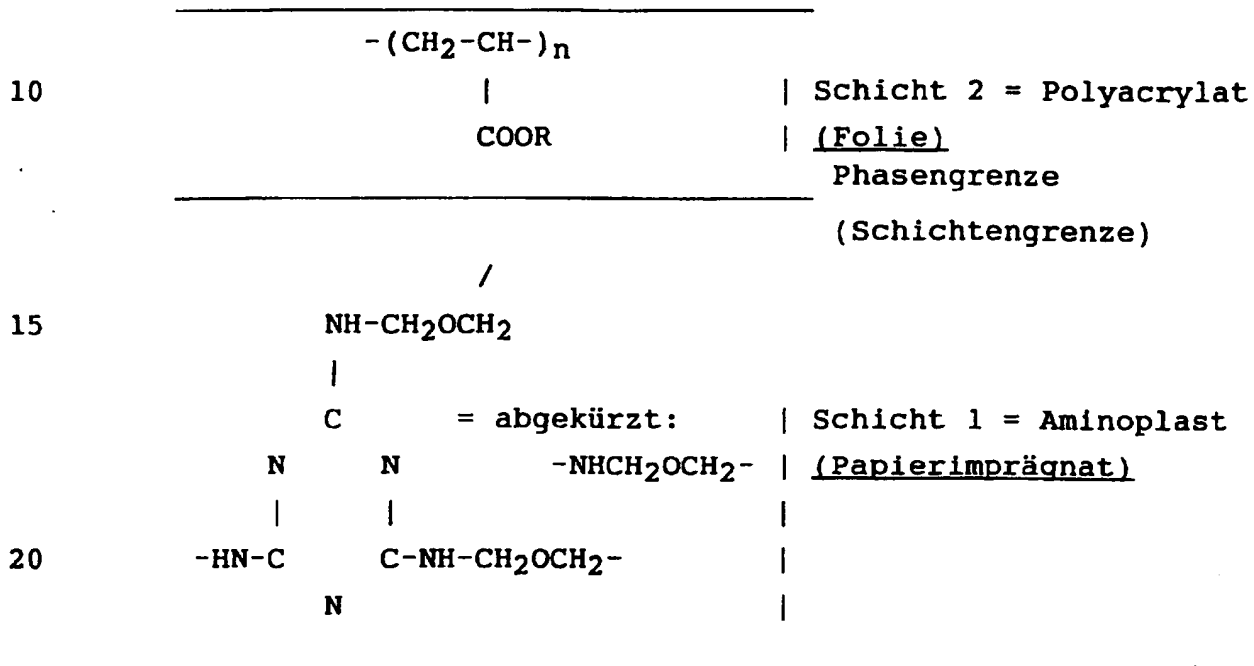 -(CH2-CH-)n
10 | | Schicht 2 = Polyacrylat
COOR | (Folie)
Phasengrenze
(Schichtengrenze)
/
15 NH-CH2OCH2
|
C = abgekürzt: | Schicht 1 = Aminoplast
N N -NHCH2OCH2- | (Papierimprägnat)
| | |
20 -HN-C C-NH-CH2OCH2- |
N |